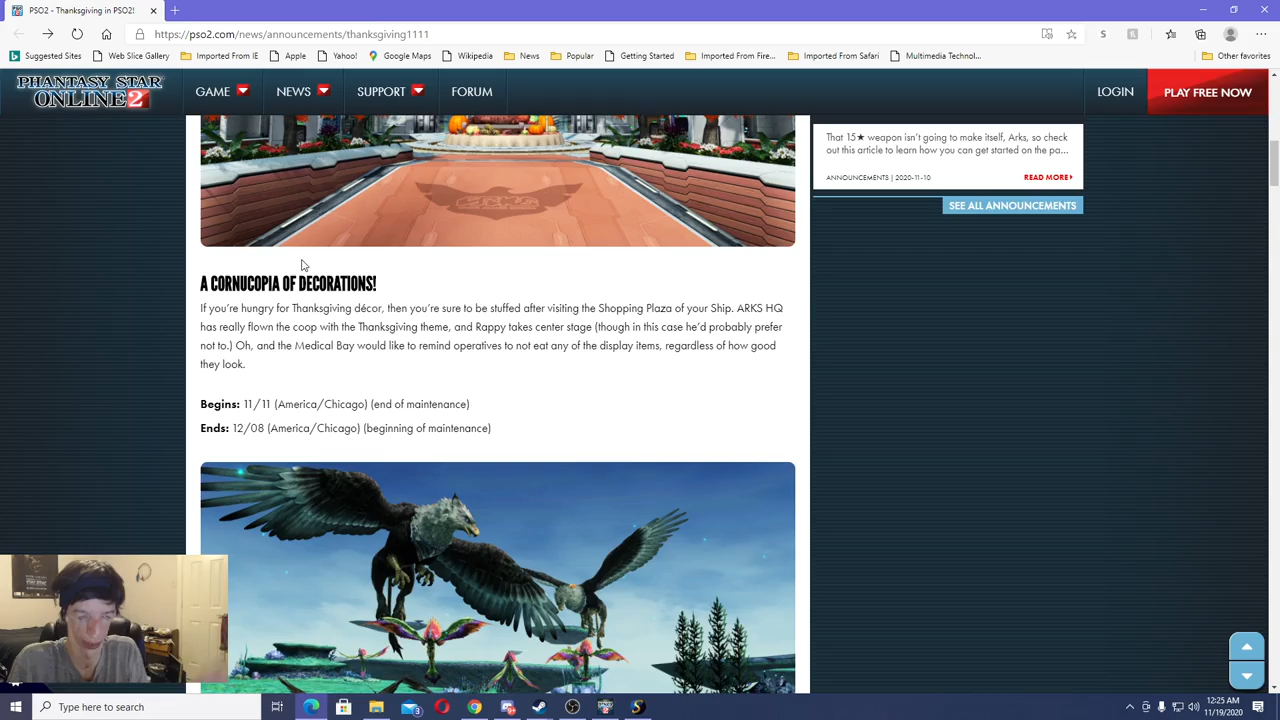 PSO2 - Thanksgiving in PSO2!
https://pso2.com/news/announcements/thanksgiving1111
Suggested Sites Web Slice Gallery Imported From IE Apple Yahoo! Google Maps Wikipedia News Popular Getting Started Imported From Fire... Imported From Safari Multimedia Technol... Other favorites
PHANTASY STAR ONLINE 2 GAME NEWS SUPPORT FORUM LOGIN PLAY FREE NOW
That 15★ weapon isn't going to make itself, Arks, so check
out this article to learn how you can get started on the pa...
ANNOUNCEMENTS | 2020-11-10 READ MORE
SEE ALL ANNOUNCEMENTS
A CORNUCOPIA OF DECORATIONS!
If you're hungry for Thanksgiving décor, then you're sure to be stuffed after visiting the Shopping Plaza of your Ship. ARKS HQ
has really flown the coop with the Thanksgiving theme, and Rappy takes center stage (though in this case he'd probably prefer
not to.) Oh, and the Medical Bay would like to remind operatives to not eat any of the display items, regardless of how good
they look.
Begins: 11/11 (America/Chicago) (end of maintenance)
Ends: 12/08 (America/Chicago) (beginning of maintenance)
Type here to search
12:25 AM
11/19/2020